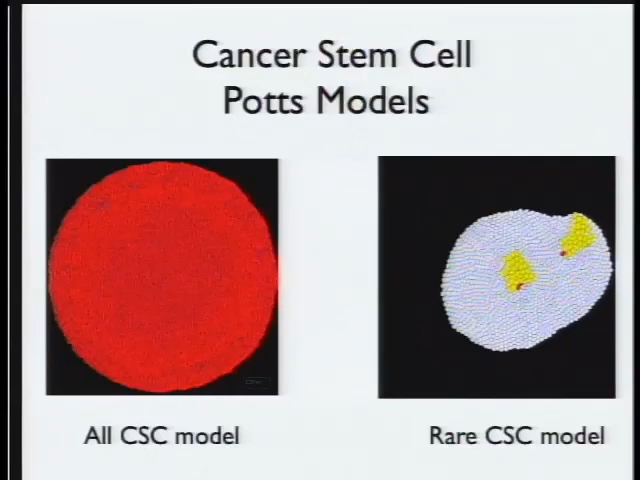 Cancer Stem Cell
Potts Models
All CSC model
Rare CSC model